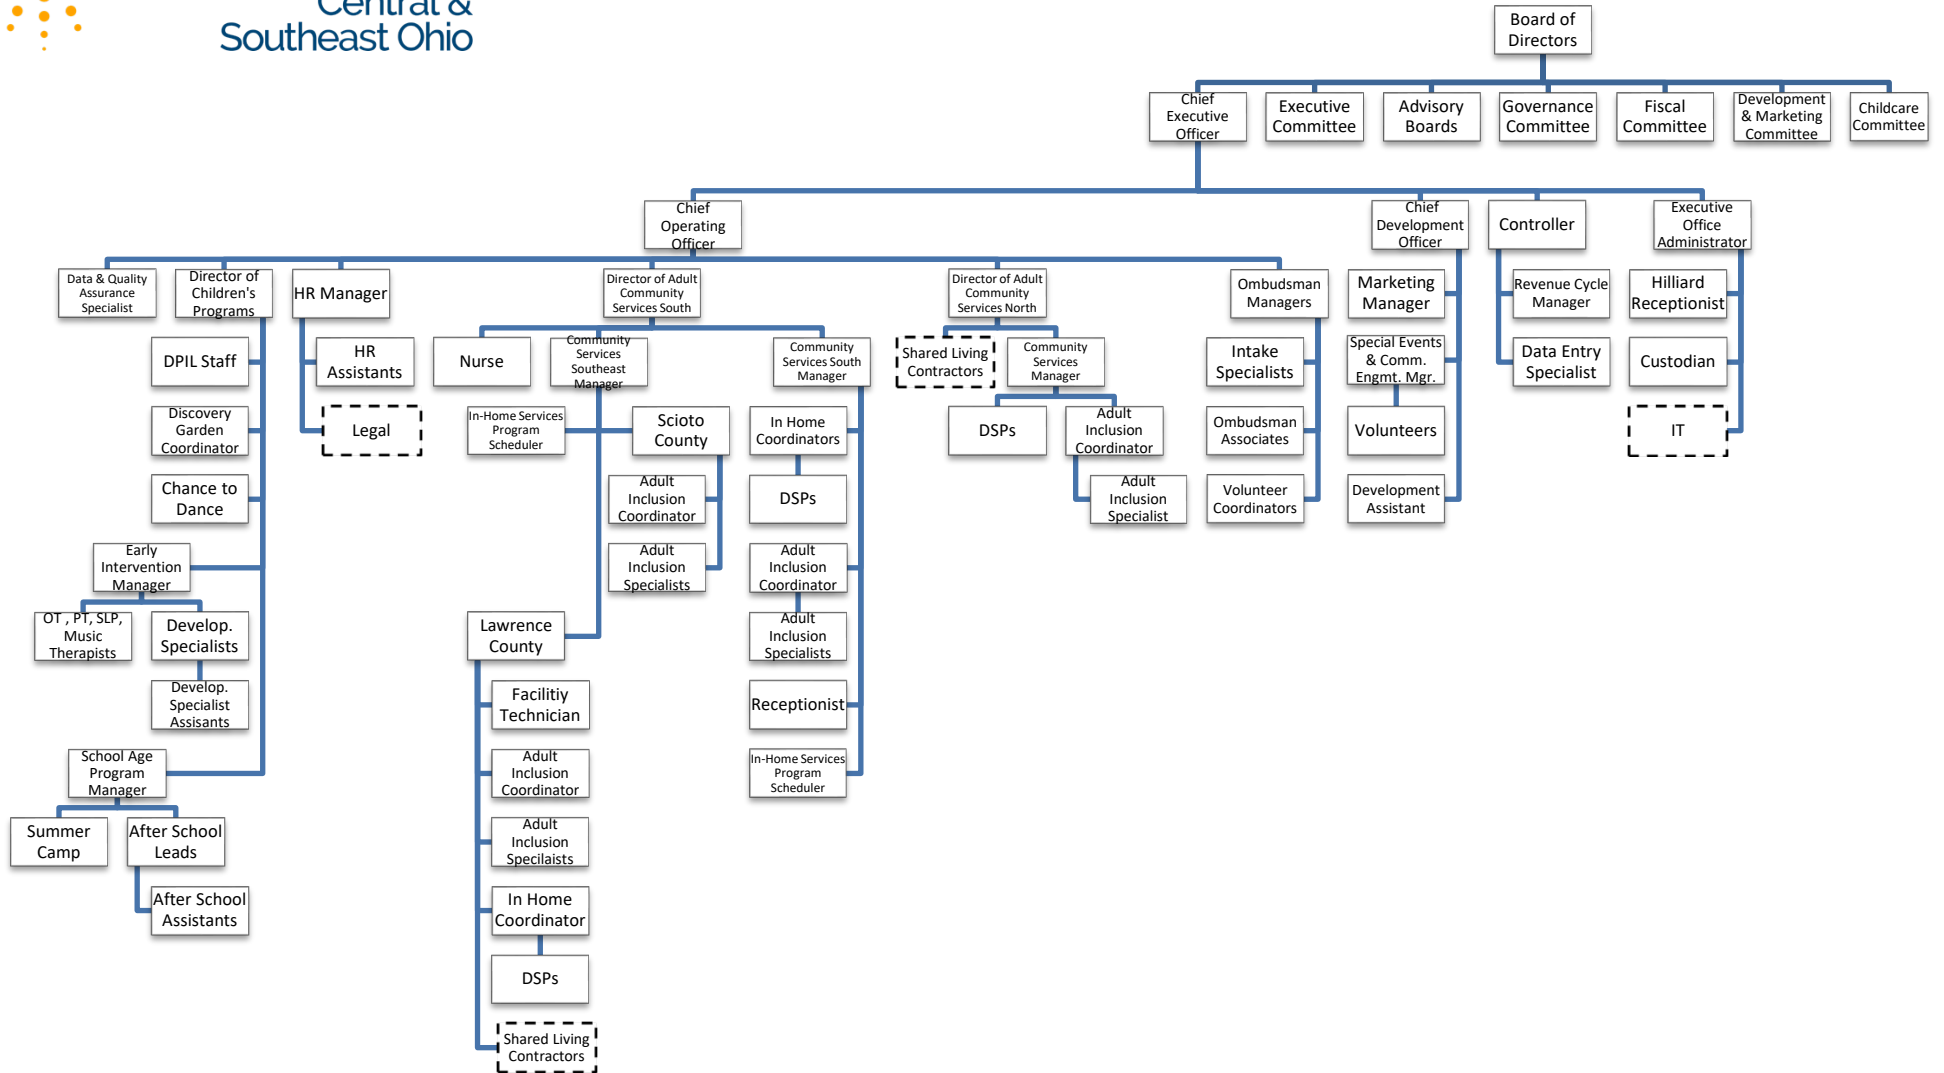 Central &
Southeast Ohio
Board of
Directors
Chief
Executive
Officer
Executive
Committee
Advisory
Boards
Governance
Committee
Fiscal
Committee
Development
& Marketing
Committee
Childcare
Committee
Chief
Operating
Officer
Chief
Development
Officer
Controller
Executive
Office
Administrator
Data & Quality
Assurance
Specialist
Director of
Children's
Programs
HR Manager
Director of Adult
Community
Services South
Director of Adult
Community
Services North
Ombudsman
Managers
Marketing
Manager
Revenue Cycle
Manager
Hilliard
Receptionist
DPIL Staff
HR
Assistants
Nurse
Community
Services
Southeast
Manager
Community
Services South
Manager
Shared Living
Contractors
Community
Services
Manager
Intake
Specialists
Special Events
& Comm.
Engmt. Mgr.
Data Entry
Specialist
Custodian
Discovery
Garden
Coordinator
Legal
In-Home Services
Program
Scheduler
Scioto
County
In Home
Coordinators
DSPs
Adult
Inclusion
Coordinator
Ombudsman
Associates
Volunteers
IT
Chance to
Dance
Adult
Inclusion
Coordinator
DSPs
Adult
Inclusion
Specialist
Volunteer
Coordinators
Development
Assistant
Early
Intervention
Manager
Adult
Inclusion
Specialists
Adult
Inclusion
Coordinator
OT , PT, SLP,
Music
Therapists
Develop.
Specialists
Lawrence
County
Adult
Inclusion
Specialists
Develop.
Specialist
Assisants
Facilitiy
Technician
Receptionist
School Age
Program
Manager
Adult
Inclusion
Coordinator
In-Home Services
Program
Scheduler
Summer
Camp
After School
Leads
Adult
Inclusion
Specilaists
After School
Assistants
In Home
Coordinator
DSPs
Shared Living
Contractors